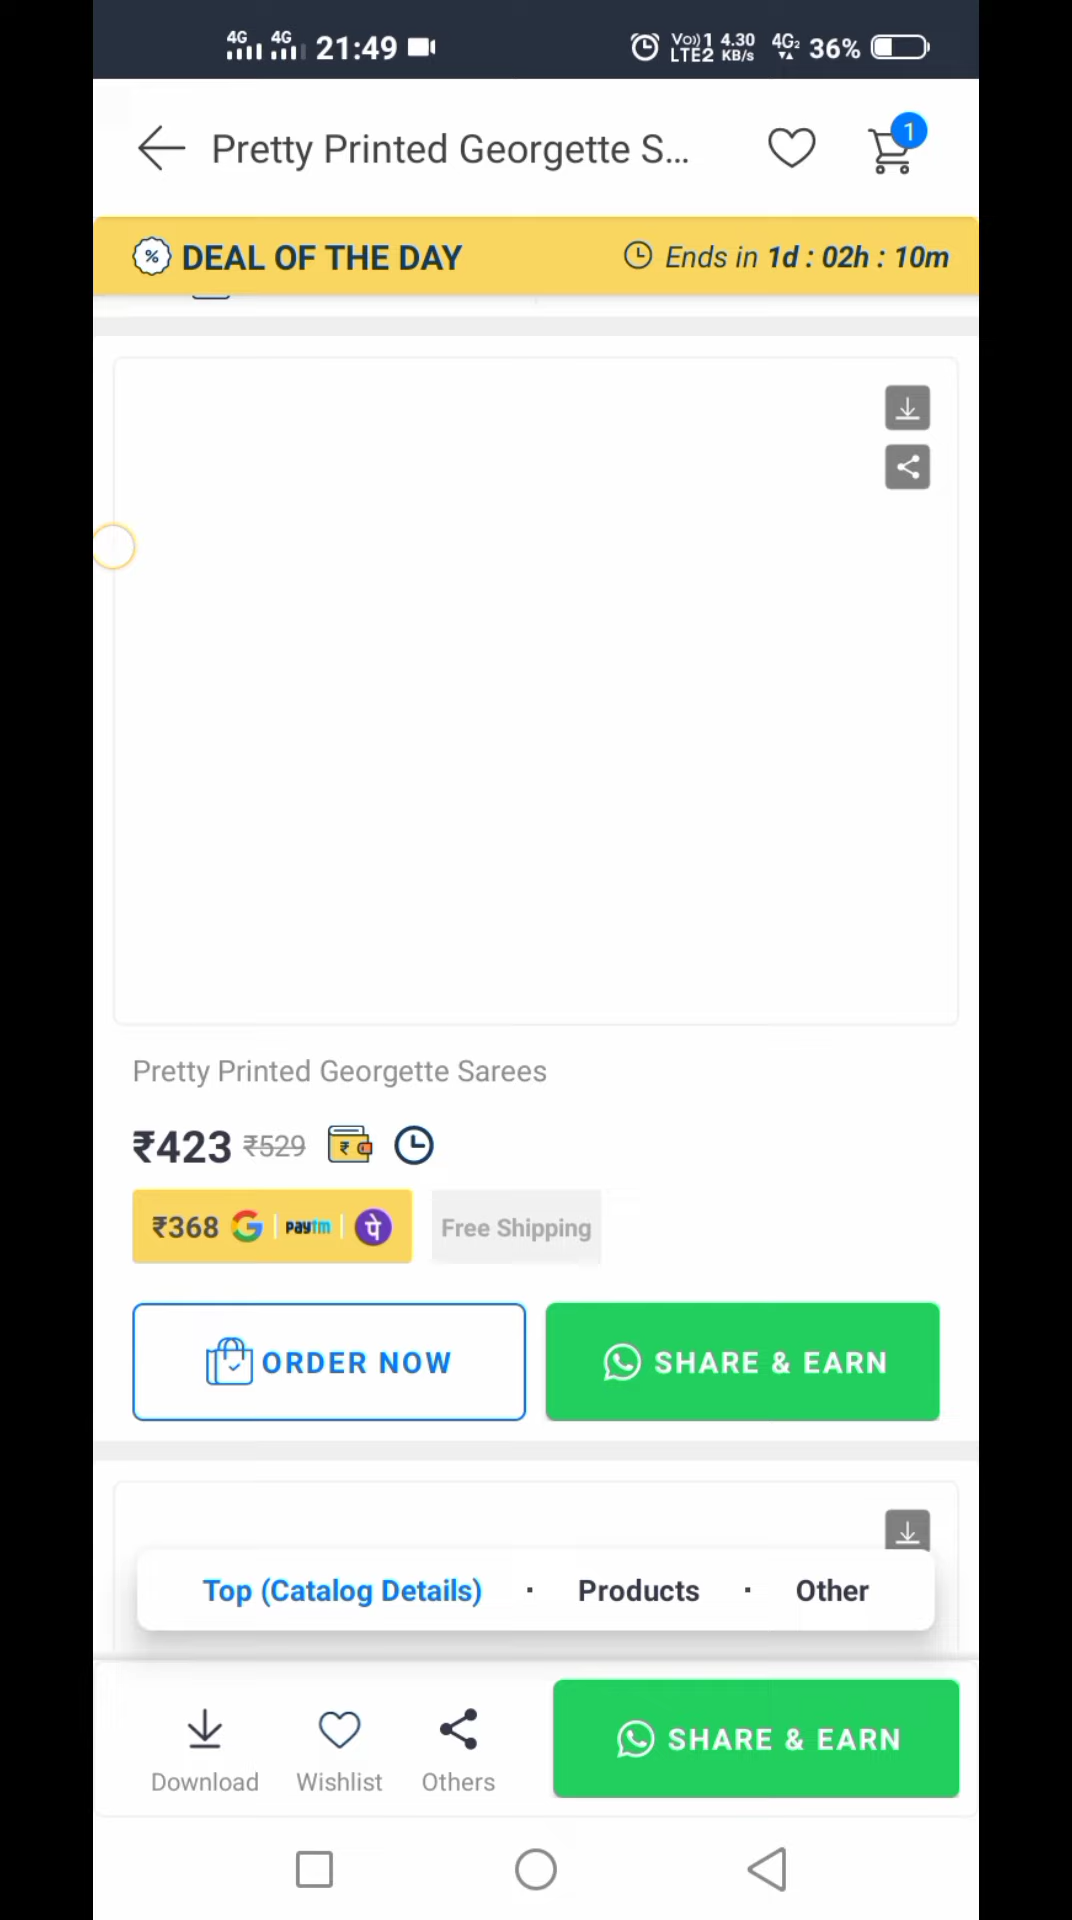 4G 4G 21:49 Vo)) 1 LTE2 4.30 KB/s 4G2 36%
Pretty Printed Georgette S... 1
% DEAL OF THE DAY Ends in 1d : 02h : 10m
Pretty Printed Georgette Sarees
₹423 ₹529 ₹
₹368 G paytm पे Free Shipping
ORDER NOW SHARE & EARN
Top (Catalog Details) · Products · Other
SHARE & EARN
Download Wishlist Others